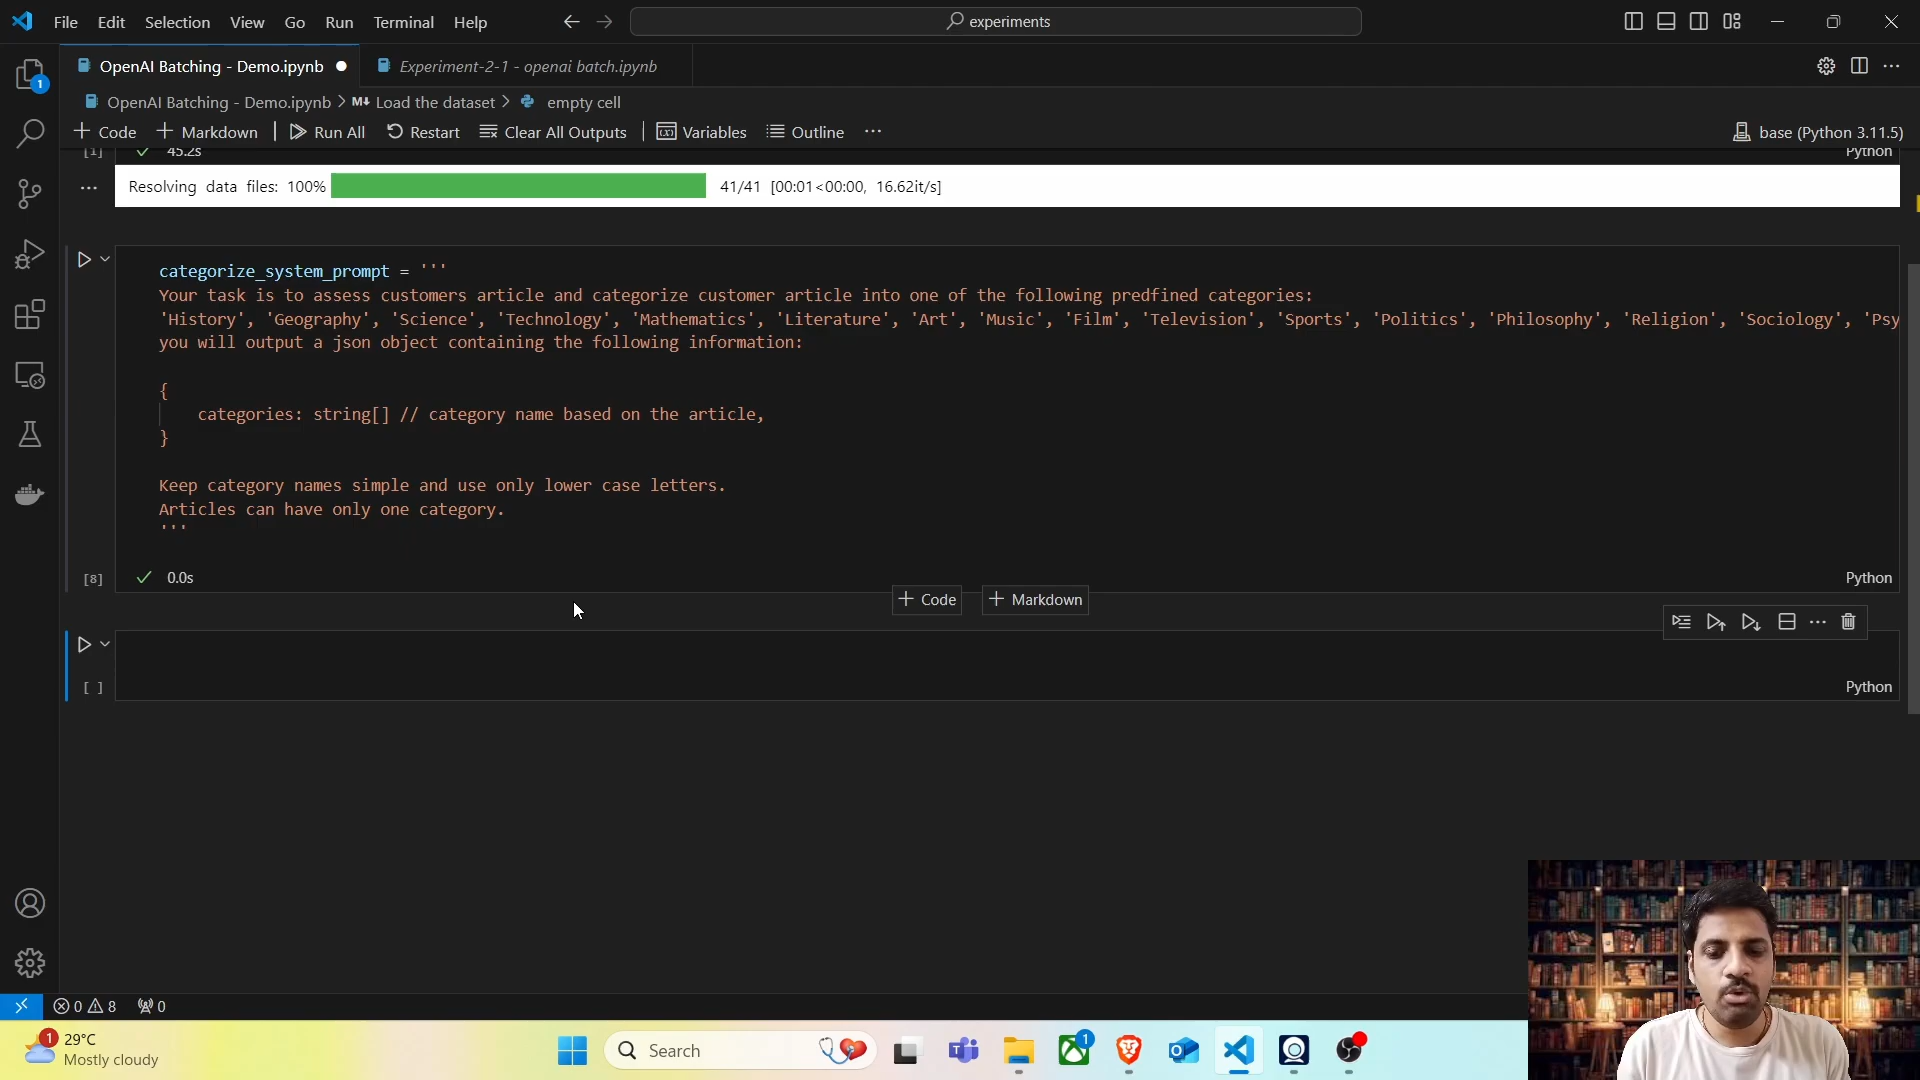 File Edit Selection View Go Run Terminal Help
experiments
OpenAI Batching - Demo.ipynb
Experiment-2-1 - openai batch.ipynb
1
OpenAI Batching - Demo.ipynb > M↓ Load the dataset > empty cell
+ Code + Markdown | Run All Restart Clear All Outputs | Variables Outline ...
base (Python 3.11.5)
[1]
45.2s
Python
Resolving data files: 100%
41/41 [00:01<00:00, 16.62it/s]
categorize_system_prompt = '''
Your task is to assess customers article and categorize customer article into one of the following predfined categories:
'History', 'Geography', 'Science', 'Technology', 'Mathematics', 'Literature', 'Art', 'Music', 'Film', 'Television', 'Sports', 'Politics', 'Philosophy', 'Religion', 'Sociology', 'Psy
you will output a json object containing the following information:
{
categories: string[] // category name based on the article,
}
Keep category names simple and use only lower case letters.
Articles can have only one category.
'''
[8]
0.0s
Python
+ Code + Markdown
[ ]
Python
0 8 0
1
29°C
Mostly cloudy
Search
1